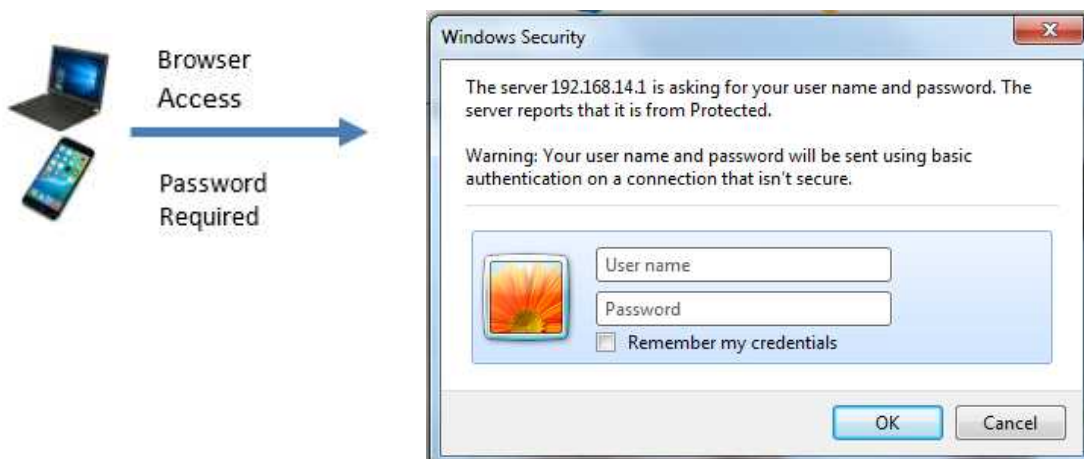 Browser
Access
Password
Required
Windows Security
The server 192.168.14.1 is asking for your user name and password. The
server reports that it is from Protected.
Warning: Your user name and password will be sent using basic
authentication on a connection that isn't secure.
User name
Password
Remember my credentials
OK
Cancel